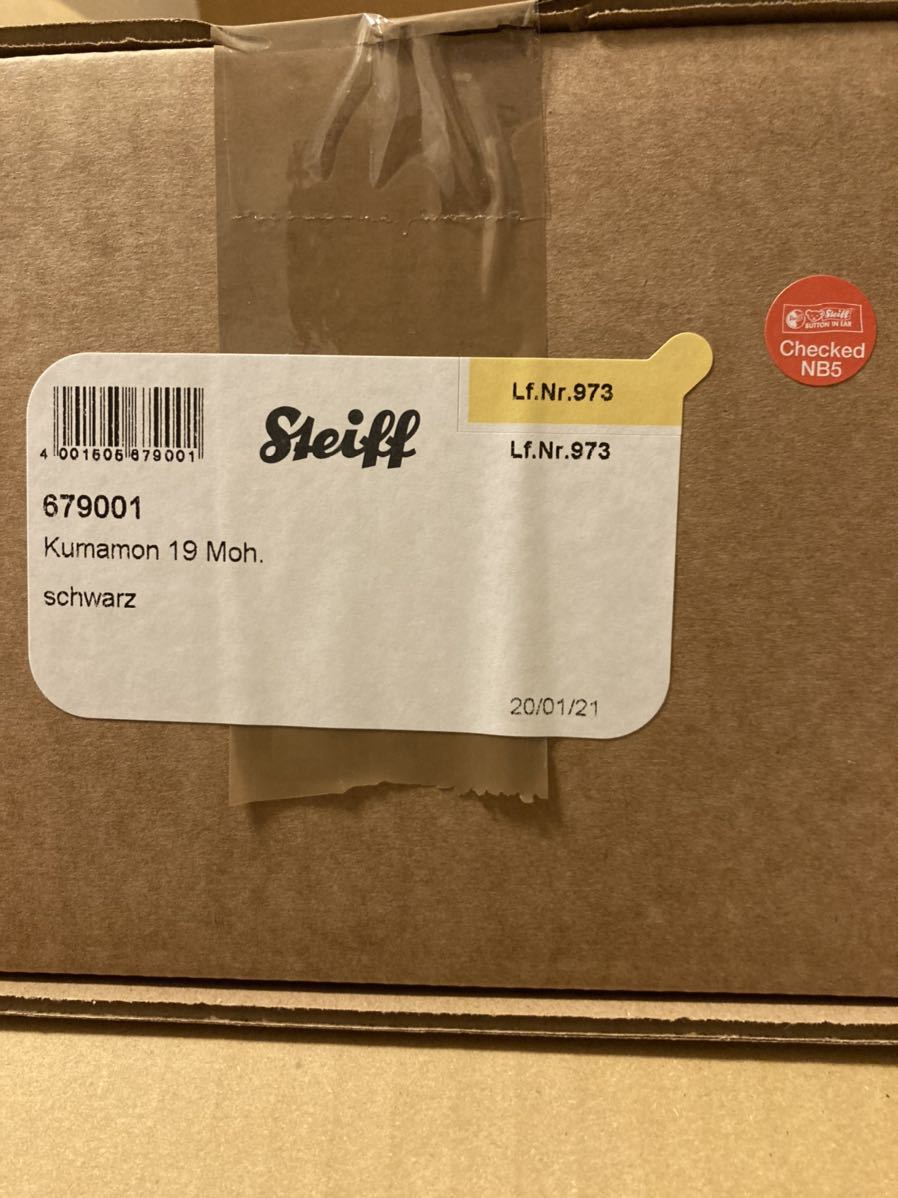 Lf.Nr.973
Steiff
Lf.Nr.973
4 001505 679001
679001
Kumamon 19 Moh.
schwarz
20/01/21
Steiff
BUTTON IN EAR
Checked
NB5